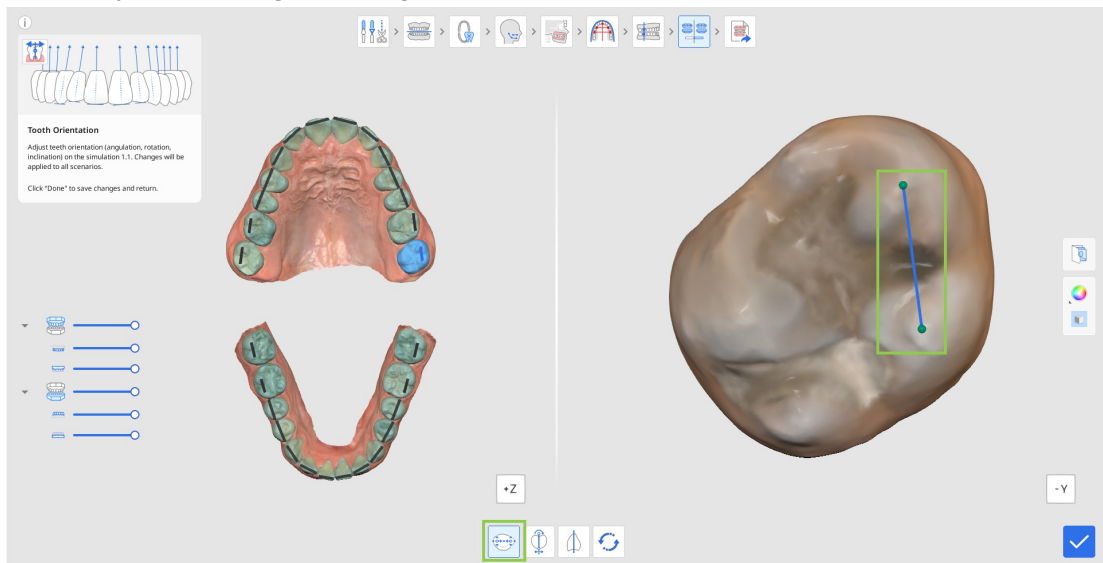 Tooth Orientation
Adjust teeth orientation (angulation, rotation,
inclination) on the simulation 1.1. Changes will be
applied to all scenarios.
Click "Done" to save changes and return.
+Z
-Y